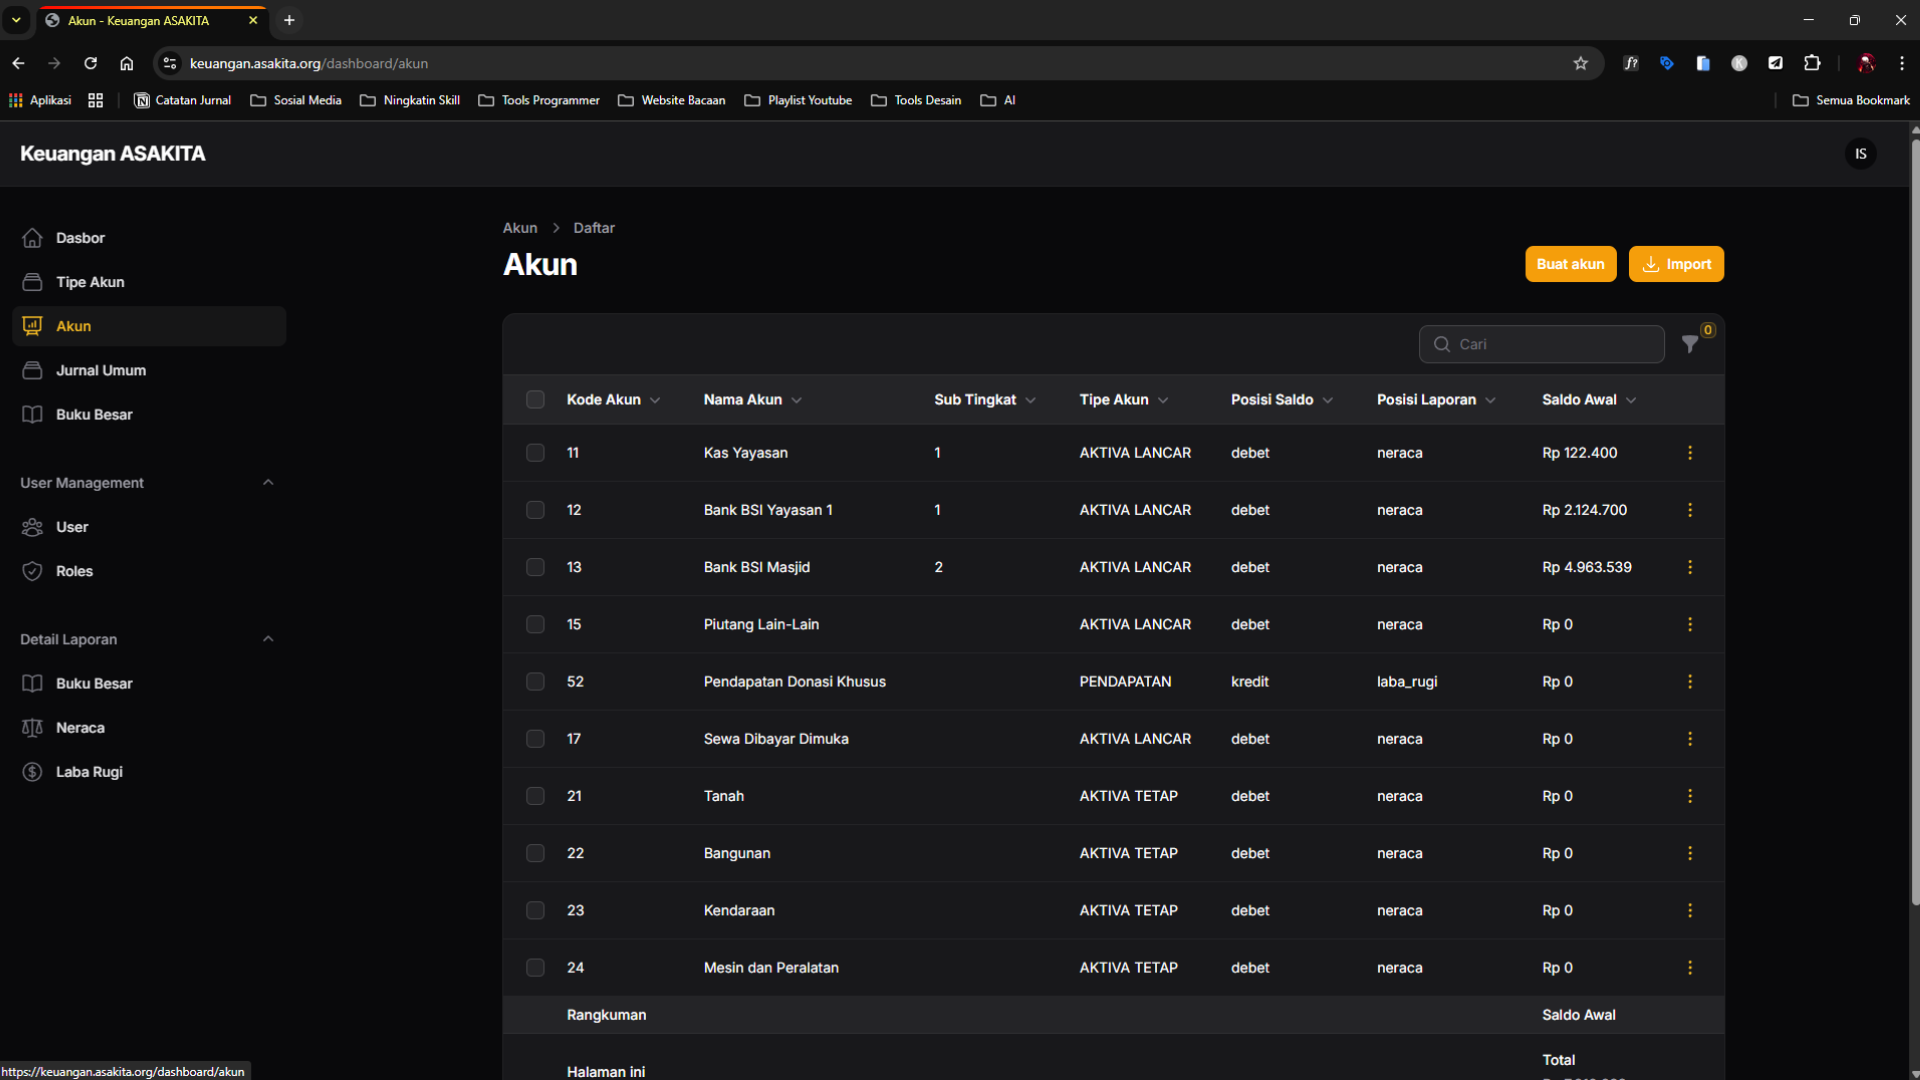 Akun - Keuangan ASAKITA
keuangan.asakita.org/dashboard/akun
f?
K
Aplikasi
Catatan Jurnal
Sosial Media
Ningkatin Skill
Tools Programmer
Website Bacaan
Playlist Youtube
Tools Desain
AI
Semua Bookmark
Keuangan ASAKITA
IS
Dasbor
Tipe Akun
Akun
Jurnal Umum
Buku Besar
User Management
User
Roles
Detail Laporan
Buku Besar
Neraca
Laba Rugi
Akun > Daftar
Akun
Buat akun
Import
Cari
0
Kode Akun Nama Akun Sub Tingkat Tipe Akun Posisi Saldo Posisi Laporan Saldo Awal
11 Kas Yayasan 1 AKTIVA LANCAR debet neraca Rp 122.400
12 Bank BSI Yayasan 1 1 AKTIVA LANCAR debet neraca Rp 2.124.700
13 Bank BSI Masjid 2 AKTIVA LANCAR debet neraca Rp 4.963.539
15 Piutang Lain-Lain AKTIVA LANCAR debet neraca Rp 0
52 Pendapatan Donasi Khusus PENDAPATAN kredit laba_rugi Rp 0
17 Sewa Dibayar Dimuka AKTIVA LANCAR debet neraca Rp 0
21 Tanah AKTIVA TETAP debet neraca Rp 0
22 Bangunan AKTIVA TETAP debet neraca Rp 0
23 Kendaraan AKTIVA TETAP debet neraca Rp 0
24 Mesin dan Peralatan AKTIVA TETAP debet neraca Rp 0
Rangkuman Saldo Awal
Halaman ini Total
https://keuangan.asakita.org/dashboard/akun